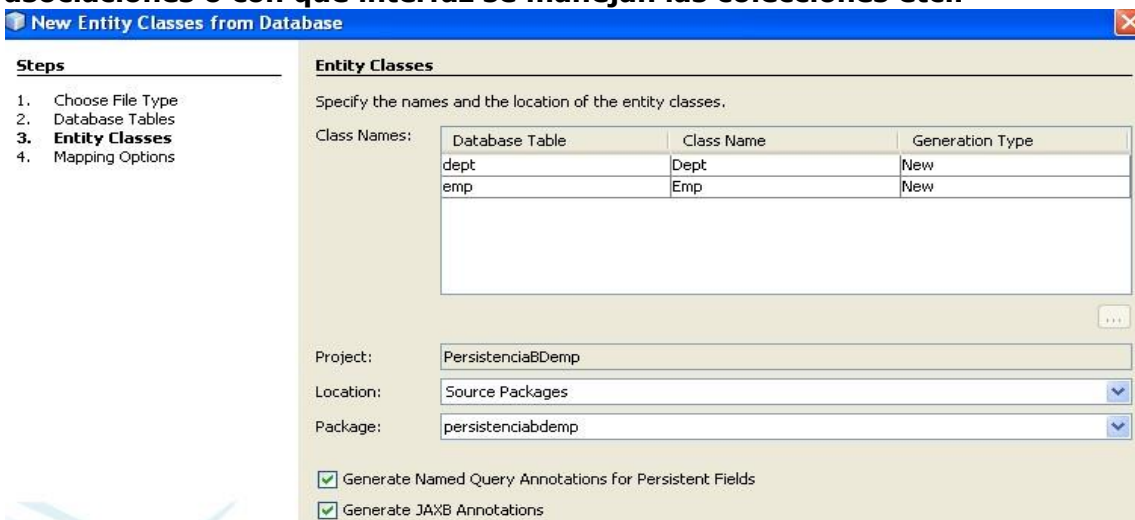 asociaciones o con que interfaz se manejan las colecciones etc..
New Entity Classes from Database
Steps
1. Choose File Type
2. Database Tables
3. Entity Classes
4. Mapping Options
Entity Classes
Specify the names and the location of the entity classes.
Class Names:
Database Table Class Name Generation Type
dept Dept New
emp Emp New
...
Project: PersistenciaBDemp
Location: Source Packages
Package: persistenciabdemp
Generate Named Query Annotations for Persistent Fields
Generate JAXB Annotations